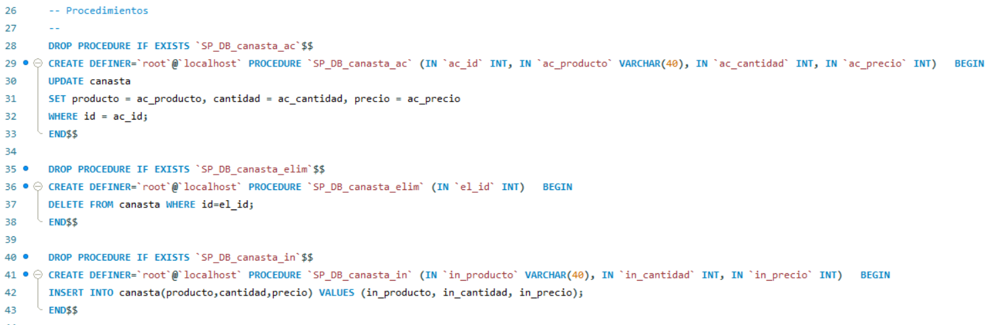 26 -- Procedimientos
27 --
28 DROP PROCEDURE IF EXISTS `SP_DB_canasta_ac`$$
29 CREATE DEFINER=`root`@`localhost` PROCEDURE `SP_DB_canasta_ac` (IN `ac_id` INT, IN `ac_producto` VARCHAR(40), IN `ac_cantidad` INT, IN `ac_precio` INT)   BEGIN
30 UPDATE canasta
31 SET producto = ac_producto, cantidad = ac_cantidad, precio = ac_precio
32 WHERE id = ac_id;
33 END$$
34
35 DROP PROCEDURE IF EXISTS `SP_DB_canasta_elim`$$
36 CREATE DEFINER=`root`@`localhost` PROCEDURE `SP_DB_canasta_elim` (IN `el_id` INT)   BEGIN
37 DELETE FROM canasta WHERE id=el_id;
38 END$$
39
40 DROP PROCEDURE IF EXISTS `SP_DB_canasta_in`$$
41 CREATE DEFINER=`root`@`localhost` PROCEDURE `SP_DB_canasta_in` (IN `in_producto` VARCHAR(40), IN `in_cantidad` INT, IN `in_precio` INT)   BEGIN
42 INSERT INTO canasta(producto,cantidad,precio) VALUES (in_producto, in_cantidad, in_precio);
43 END$$